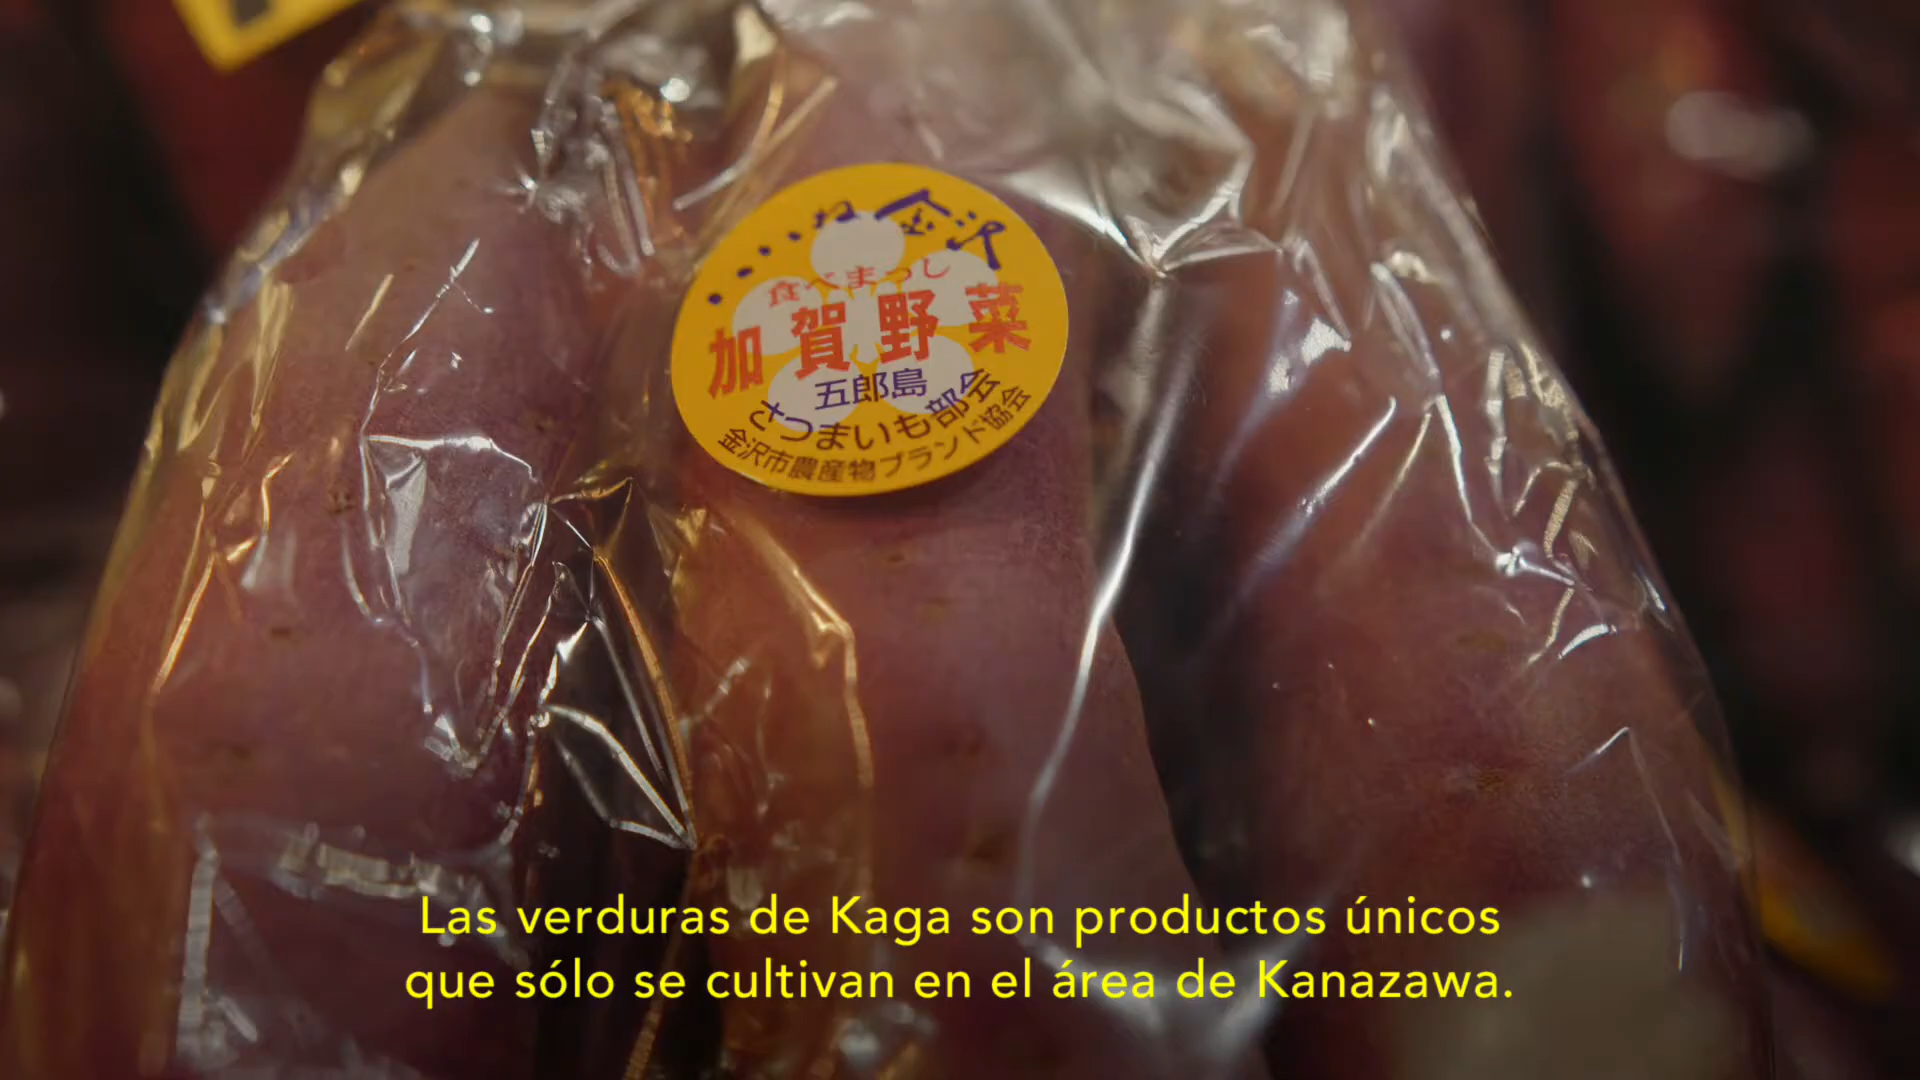 いいね金沢
食べまっし
加賀野菜
五郎島
さつまいも部会
金沢市農産物ブランド協会
Las verduras de Kaga son productos únicos
que sólo se cultivan en el área de Kanazawa.